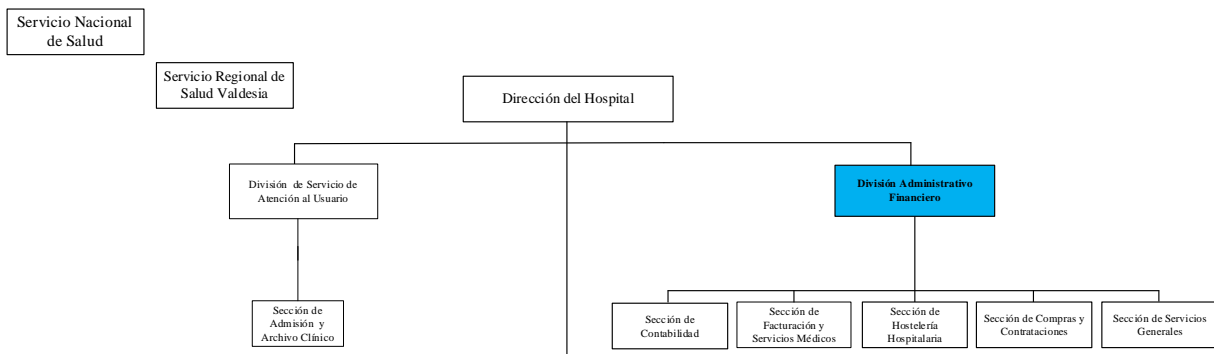 Servicio Nacional
de Salud
Servicio Regional de
Salud Valdesia
Dirección del Hospital
División de Servicio de
Atención al Usuario
División Administrativo
Financiero
Sección de
Admisión y
Archivo Clínico
Sección de
Contabilidad
Sección de
Facturación y
Servicios Médicos
Sección de
Hostelería
Hospitalaria
Sección de Compras y
Contrataciones
Sección de Servicios
Generales